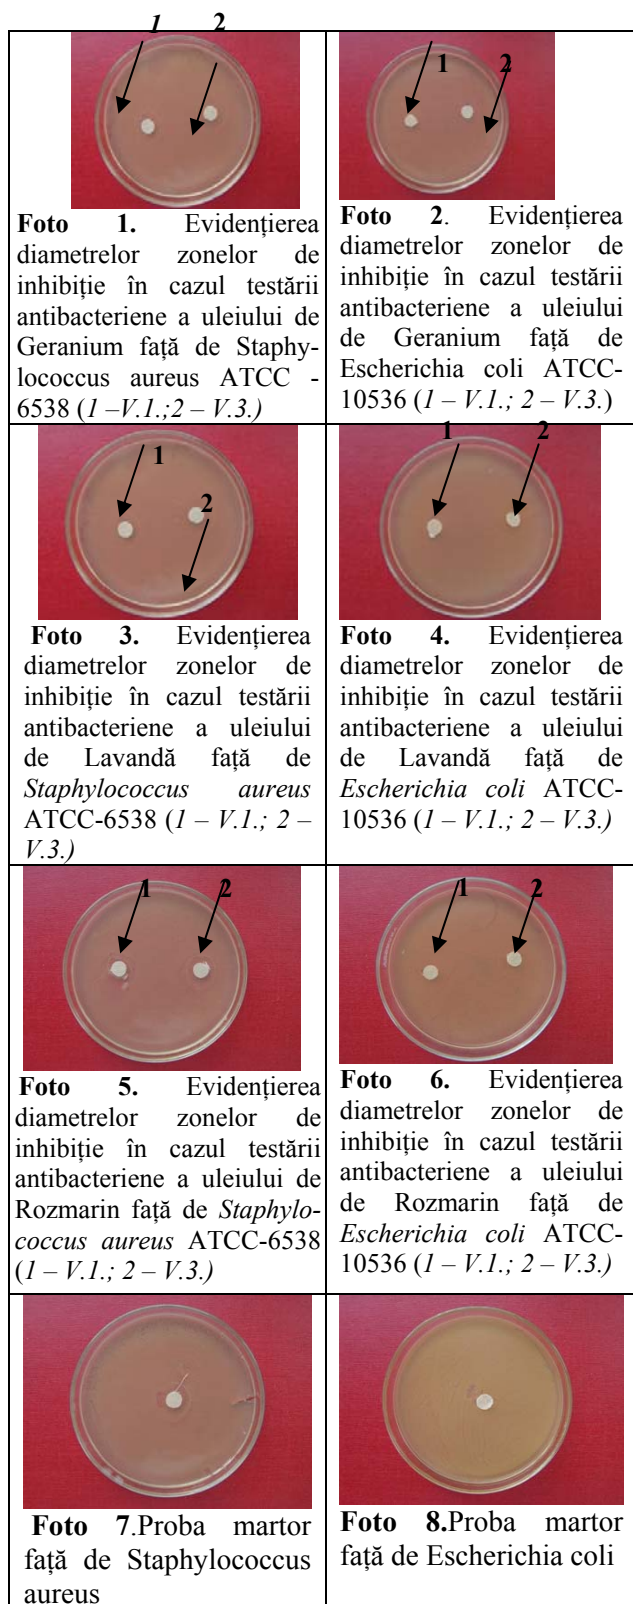 1 2
1 2
Foto 1. Evidențierea
diametrelor zonelor de
inhibiție în cazul testării
antibacteriene a uleiului de
Geranium față de Staphy-
lococcus aureus ATCC -
6538 (1 –V.1.;2 – V.3.)
Foto 2. Evidențierea
diametrelor zonelor de
inhibiție în cazul testării
antibacteriene a uleiului
de Geranium față de
Escherichia coli ATCC-
10536 (1 – V.1.; 2 – V.3.)
1
2
1 2
Foto 3. Evidențierea
diametrelor zonelor de
inhibiție în cazul testării
antibacteriene a uleiului
de Lavandă față de
Staphylococcus aureus
ATCC-6538 (1 – V.1.; 2 –
V.3.)
Foto 4. Evidențierea
diametrelor zonelor de
inhibiție în cazul testării
antibacteriene a uleiului
de Lavandă față de
Escherichia coli ATCC-
10536 (1 – V.1.; 2 – V.3.)
1 2
1 2
Foto 5. Evidențierea
diametrelor zonelor de
inhibiție în cazul testării
antibacteriene a uleiului de
Rozmarin față de Staphylo-
coccus aureus ATCC-6538
(1 – V.1.; 2 – V.3.)
Foto 6. Evidențierea
diametrelor zonelor de
inhibiție în cazul testării
antibacteriene a uleiului
de Rozmarin față de
Escherichia coli ATCC-
10536 (1 – V.1.; 2 – V.3.)
Foto 7.Proba martor
față de Staphylococcus
aureus
Foto 8.Proba martor
față de Escherichia coli